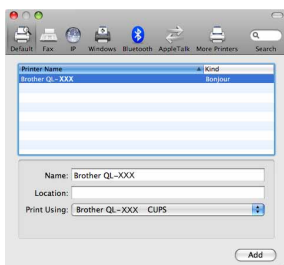 Default Fax IP Windows Bluetooth AppleTalk More Printers Search
Printer Name Kind
Brother QL-XXX Bonjour
Name: Brother QL-XXX
Location:
Print Using: Brother QL-XXX CUPS
Add